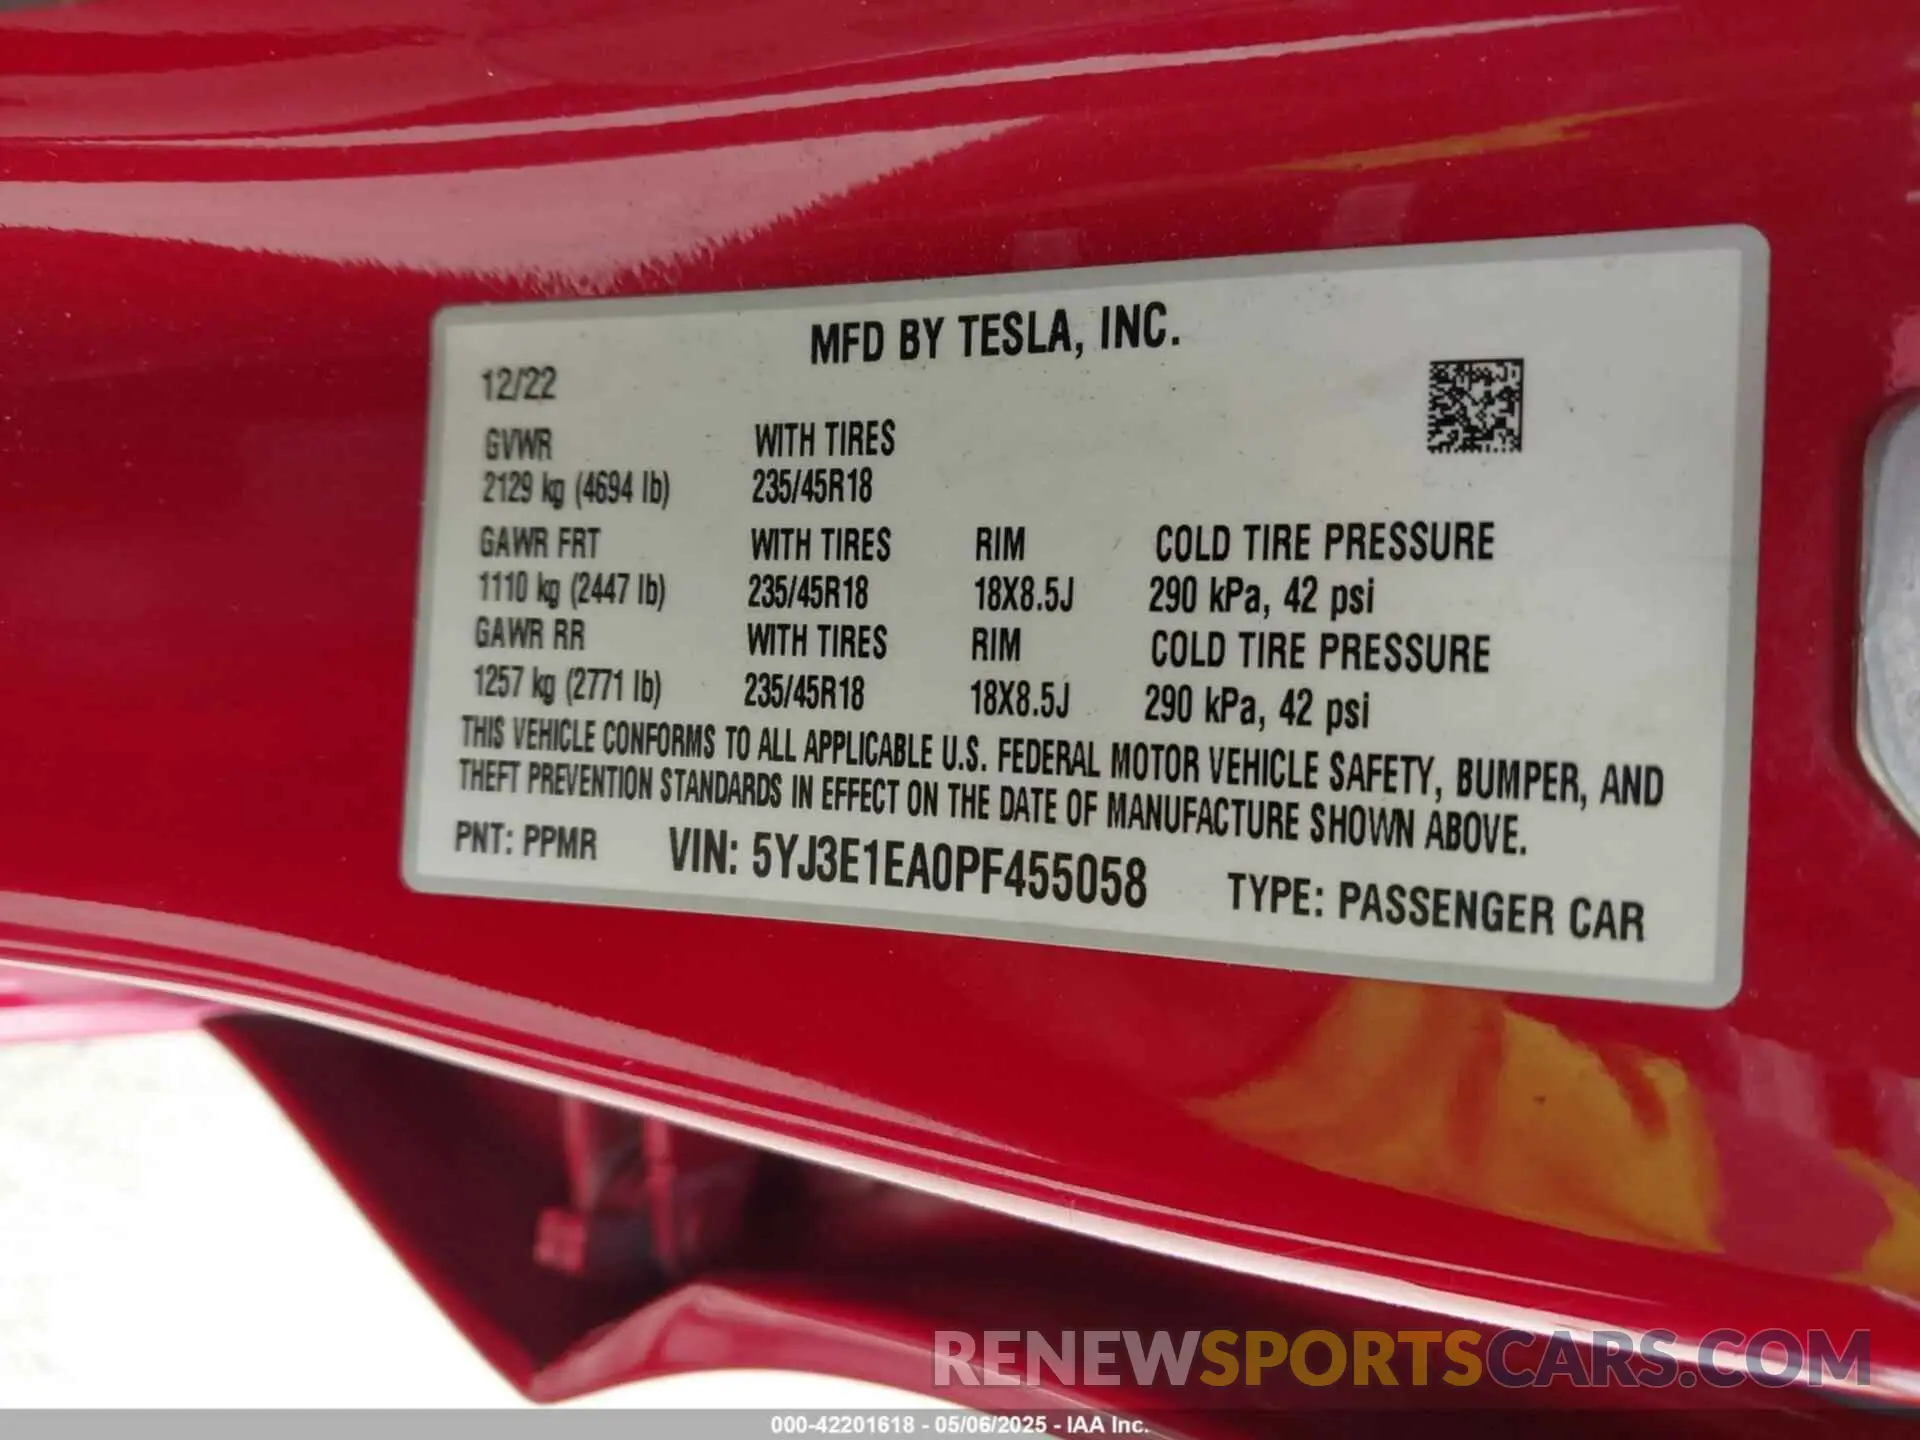 MFD BY TESLA, INC.
12/22
GVWR WITH TIRES
2129 kg (4694 lb) 235/45R18
GAWR FRT WITH TIRES RIM COLD TIRE PRESSURE
1110 kg (2447 lb) 235/45R18 18X8.5J 290 kPa, 42 psi
GAWR RR WITH TIRES RIM COLD TIRE PRESSURE
1257 kg (2771 lb) 235/45R18 18X8.5J 290 kPa, 42 psi
THIS VEHICLE CONFORMS TO ALL APPLICABLE U.S. FEDERAL MOTOR VEHICLE SAFETY, BUMPER, AND
THEFT PREVENTION STANDARDS IN EFFECT ON THE DATE OF MANUFACTURE SHOWN ABOVE.
PNT: PPMR VIN: 5YJ3E1EA0PF455058 TYPE: PASSENGER CAR
RENEWSPORTSCARS.COM
000-42201618 - 05/06/2025 - IAA Inc.